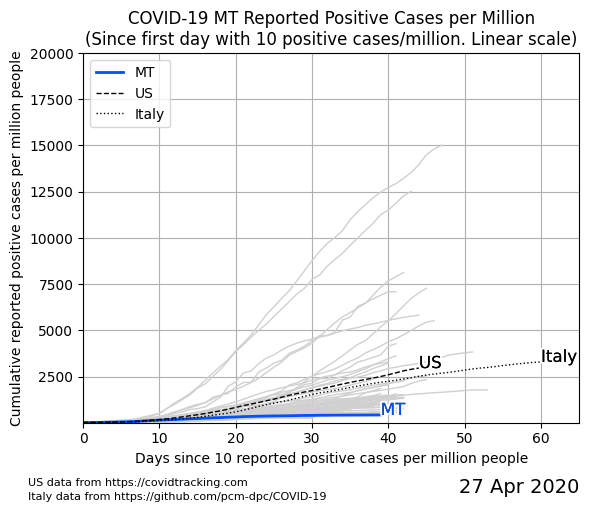 COVID-19 MT Reported Positive Cases per Million
(Since first day with 10 positive cases/million. Linear scale)
Cumulative reported positive cases per million people
20000
17500
15000
12500
10000
7500
5000
2500
MT
US
Italy
US
Italy
MT
0 10 20 30 40 50 60
Days since 10 reported positive cases per million people
US data from https://covidtracking.com
Italy data from https://github.com/pcm-dpc/COVID-19
27 Apr 2020